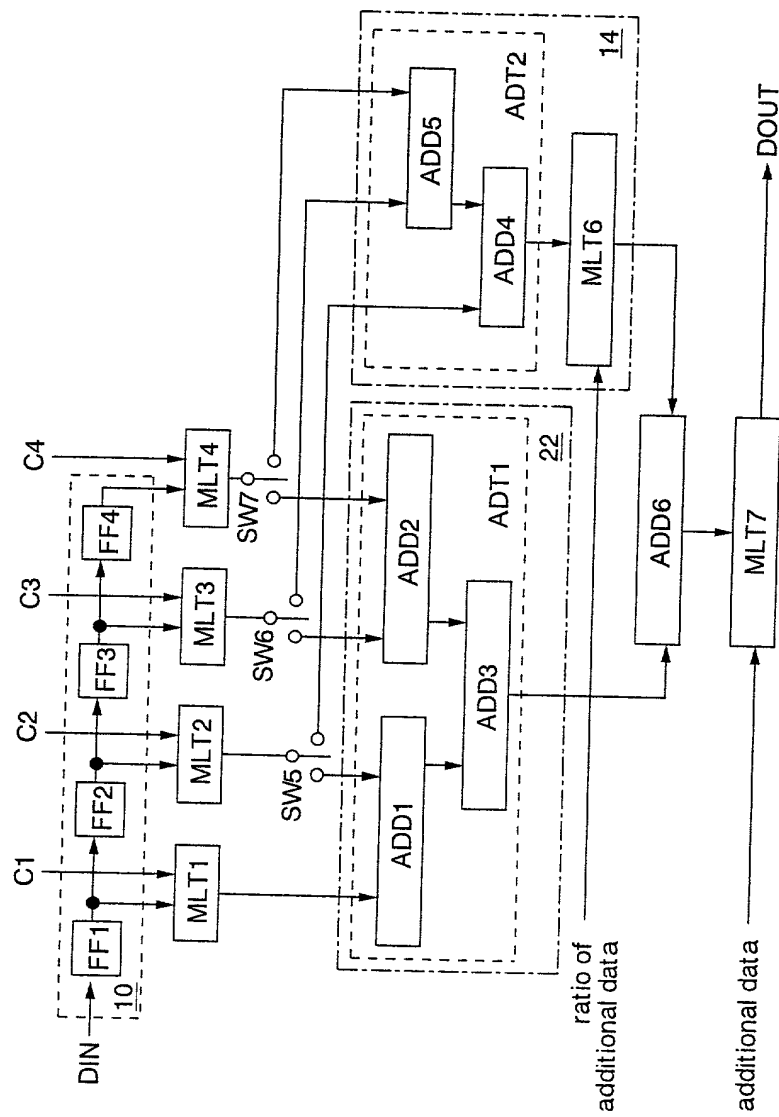 DIN
10
FF1
FF2
FF3
FF4
C1
C2
C3
C4
MLT1
MLT2
MLT3
MLT4
SW5
SW6
SW7
ADD1
ADD2
ADD3
ADT1
22
ADD5
ADD4
ADT2
14
MLT6
ratio of
additional data
ADD6
additional data
MLT7
DOUT